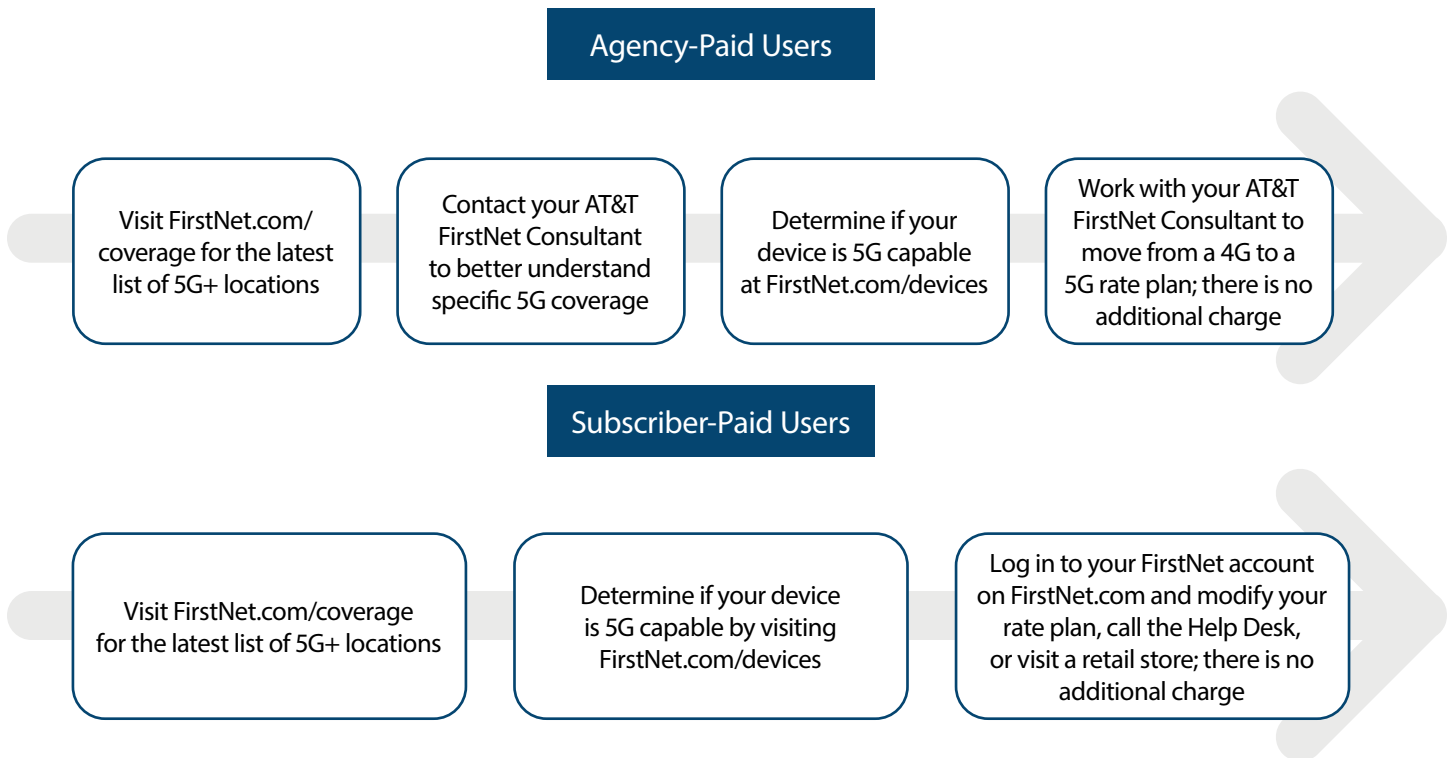 Agency-Paid Users
Visit FirstNet.com/
coverage for the latest
list of 5G+ locations
Contact your AT&T
FirstNet Consultant
to better understand
specific 5G coverage
Determine if your
device is 5G capable
at FirstNet.com/devices
Work with your AT&T
FirstNet Consultant to
move from a 4G to a
5G rate plan; there is no
additional charge
Subscriber-Paid Users
Visit FirstNet.com/coverage
for the latest list of 5G+ locations
Determine if your device
is 5G capable by visiting
FirstNet.com/devices
Log in to your FirstNet account
on FirstNet.com and modify your
rate plan, call the Help Desk,
or visit a retail store; there is no
additional charge